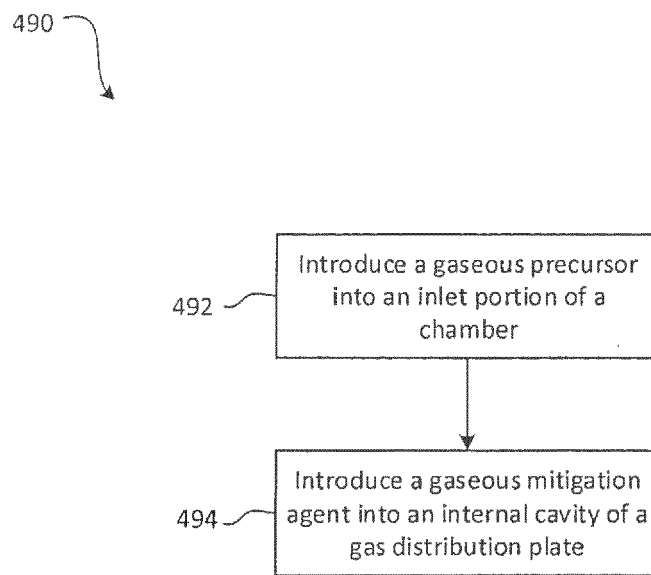 490
Introduce a gaseous precursor
into an inlet portion of a
chamber
492
Introduce a gaseous mitigation
agent into an internal cavity of a
gas distribution plate
494